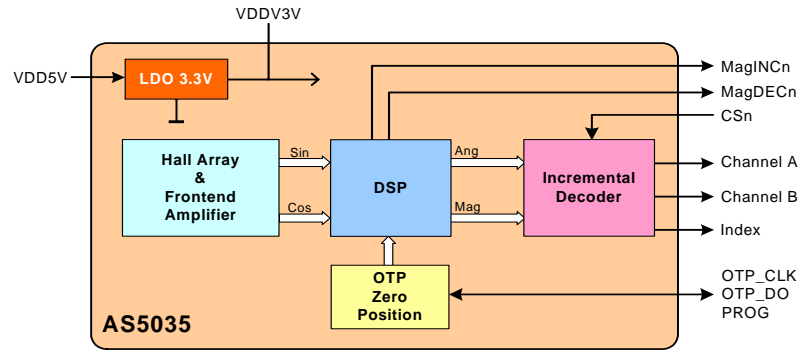 VDDV3V
VDD5V
LDO 3.3V
MagINCn
MagDECn
CSn
Hall Array
&
Frontend
Amplifier
Sin
Cos
DSP
Ang
Mag
Incremental
Decoder
Channel A
Channel B
Index
OTP
Zero
Position
OTP_CLK
OTP_DO
PROG
AS5035